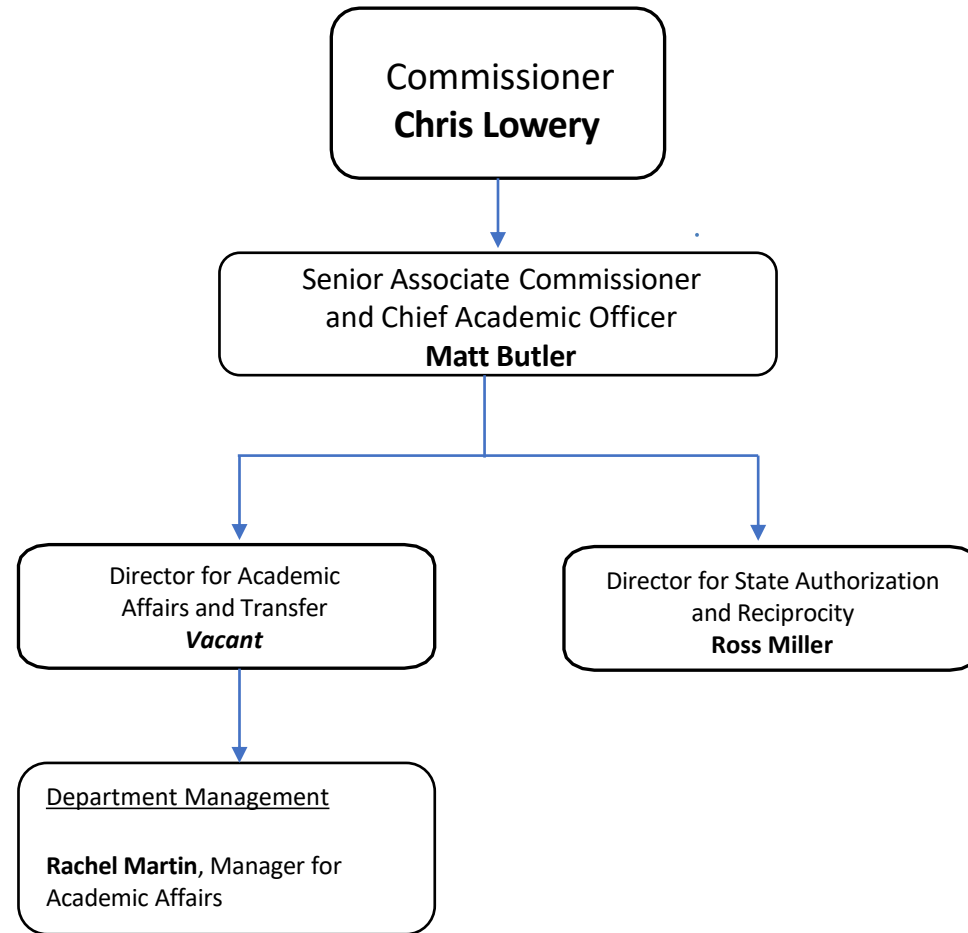 Commissioner
Chris Lowery
Senior Associate Commissioner
and Chief Academic Officer
Matt Butler
Director for Academic
Affairs and Transfer
Vacant
Director for State Authorization
and Reciprocity
Ross Miller
Department Management
Rachel Martin, Manager for
Academic Affairs